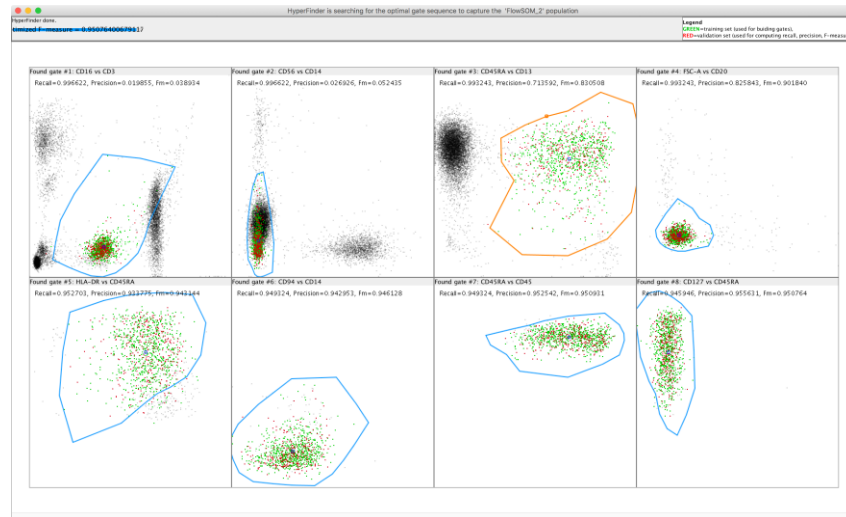 HyperFinder is searching for the optimal gate sequence to capture the 'FlowSOM_2' population
HyperFinder done.
timized F-measure = 0.9507640067911?
Legend
GREEN=training set (used for buiding gates),
RED=validation set (used for computing recall, precision, F-measu
Found gate #1: CD16 vs CD3
Recall=0.996622, Precision=0.019855, Fm=0.038934
Found gate #2: CD56 vs CD14
Recall=0.996622, Precision=0.026926, Fm=0.052435
Found gate #3: CD45RA vs CD13
Recall=0.993243, Precision=0.713592, Fm=0.830508
Found gate #4: FSC-A vs CD20
Recall=0.993243, Precision=0.825843, Fm=0.901840
Found gate #5: HLA-DR vs CD45RA
Recall=0.952703, Precision=0.933775, Fm=0.943144
Found gate #6: CD94 vs CD14
Recall=0.949324, Precision=0.942953, Fm=0.946128
Found gate #7: CD45RA vs CD45
Recall=0.949324, Precision=0.952542, Fm=0.950931
Found gate #8: CD127 vs CD45RA
Recall=0.945946, Precision=0.955631, Fm=0.950764